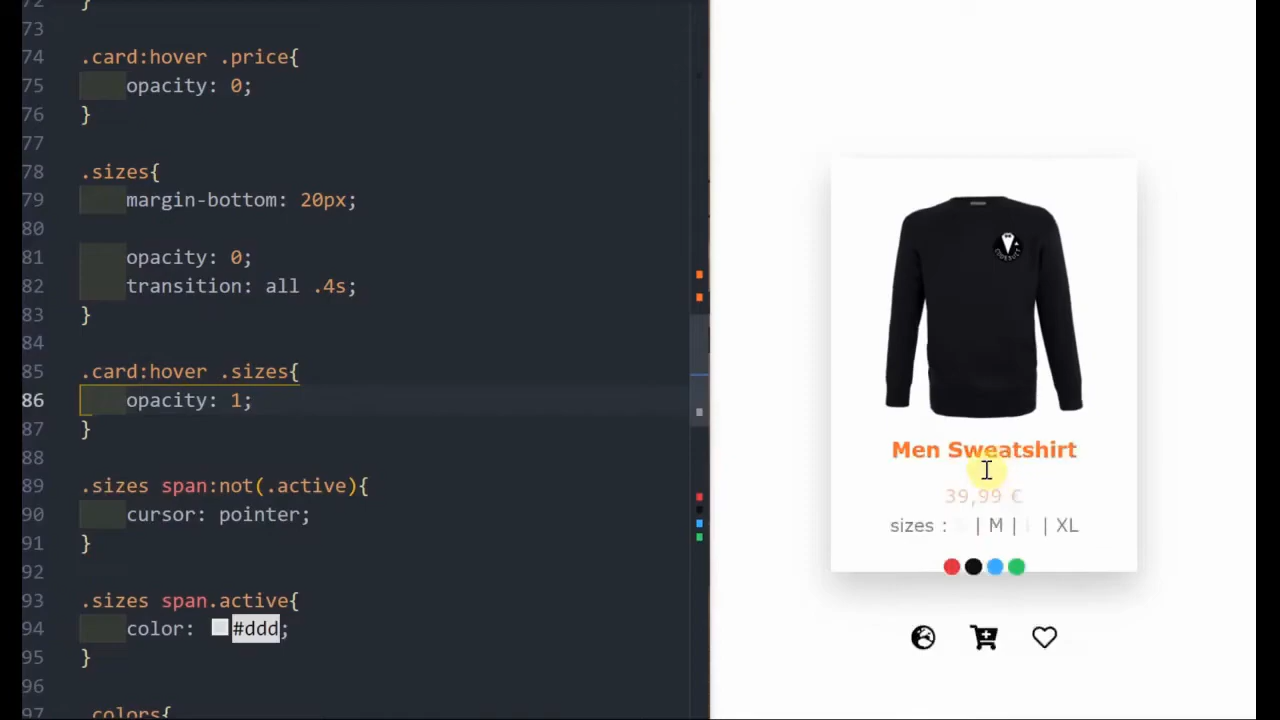 72 }
73
74 .card:hover .price{
75 opacity: 0;
76 }
77
78 .sizes{
79 margin-bottom: 20px;
80
81 opacity: 0;
82 transition: all .4s;
83 }
84
85 .card:hover .sizes{
86 opacity: 1;
87 }
88
89 .sizes span:not(.active){
90 cursor: pointer;
91 }
92
93 .sizes span.active{
94 color: #ddd;
95 }
96
97 .colors{
Men Sweatshirt
39,99 €
sizes : | M | | XL